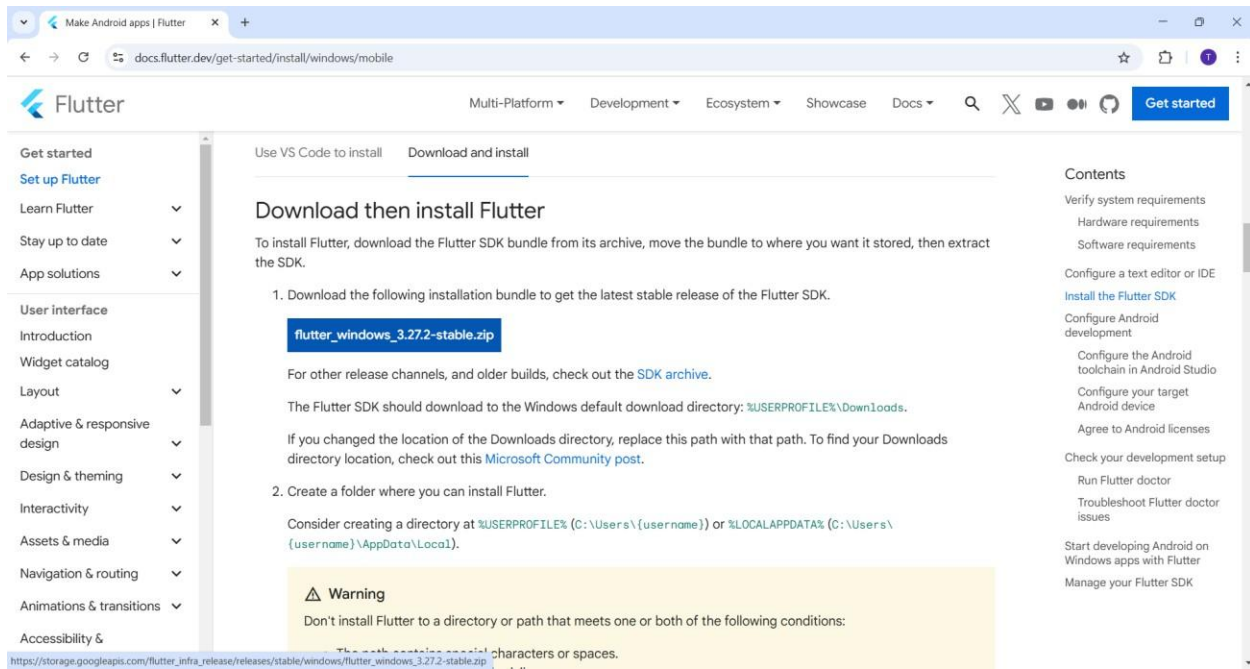 Make Android apps | Flutter
docs.flutter.dev/get-started/install/windows/mobile
T
Flutter
Multi-Platform
Development
Ecosystem
Showcase
Docs
Get started
Get started
Set up Flutter
Learn Flutter
Stay up to date
App solutions
User interface
Introduction
Widget catalog
Layout
Adaptive & responsive
design
Design & theming
Interactivity
Assets & media
Navigation & routing
Animations & transitions
Accessibility &
Use VS Code to install
Download and install
Download then install Flutter
To install Flutter, download the Flutter SDK bundle from its archive, move the bundle to where you want it stored, then extract
the SDK.
1. Download the following installation bundle to get the latest stable release of the Flutter SDK.
flutter_windows_3.27.2-stable.zip
For other release channels, and older builds, check out the SDK archive.
The Flutter SDK should download to the Windows default download directory: %USERPROFILE%\Downloads.
If you changed the location of the Downloads directory, replace this path with that path. To find your Downloads
directory location, check out this Microsoft Community post.
2. Create a folder where you can install Flutter.
Consider creating a directory at %USERPROFILE% (C:\Users\{username}) or %LOCALAPPDATA% (C:\Users\
{username}\AppData\Local).
Warning
Don't install Flutter to a directory or path that meets one or both of the following conditions:
characters or spaces.
Contents
Verify system requirements
Hardware requirements
Software requirements
Configure a text editor or IDE
Install the Flutter SDK
Configure Android
development
Configure the Android
toolchain in Android Studio
Configure your target
Android device
Agree to Android licenses
Check your development setup
Run Flutter doctor
Troubleshoot Flutter doctor
issues
Start developing Android on
Windows apps with Flutter
Manage your Flutter SDK
https://storage.googleapis.com/flutter_infra_release/releases/stable/windows/flutter_windows_3.27.2-stable.zip